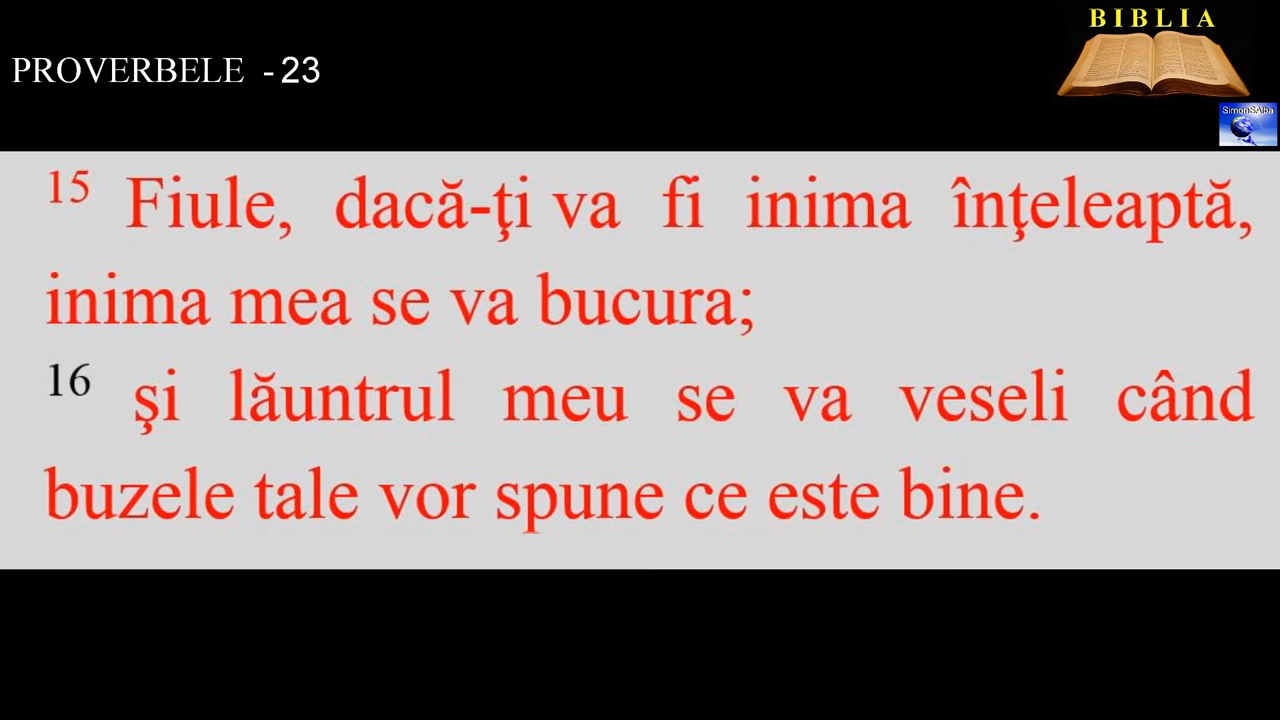 BIBLIA
PROVERBELE - 23
SimonSAlba
15 Fiule, dacă-ţi va fi inima înţeleaptă,
inima mea se va bucura;
16 şi lăuntrul meu se va veseli când
buzele tale vor spune ce este bine.